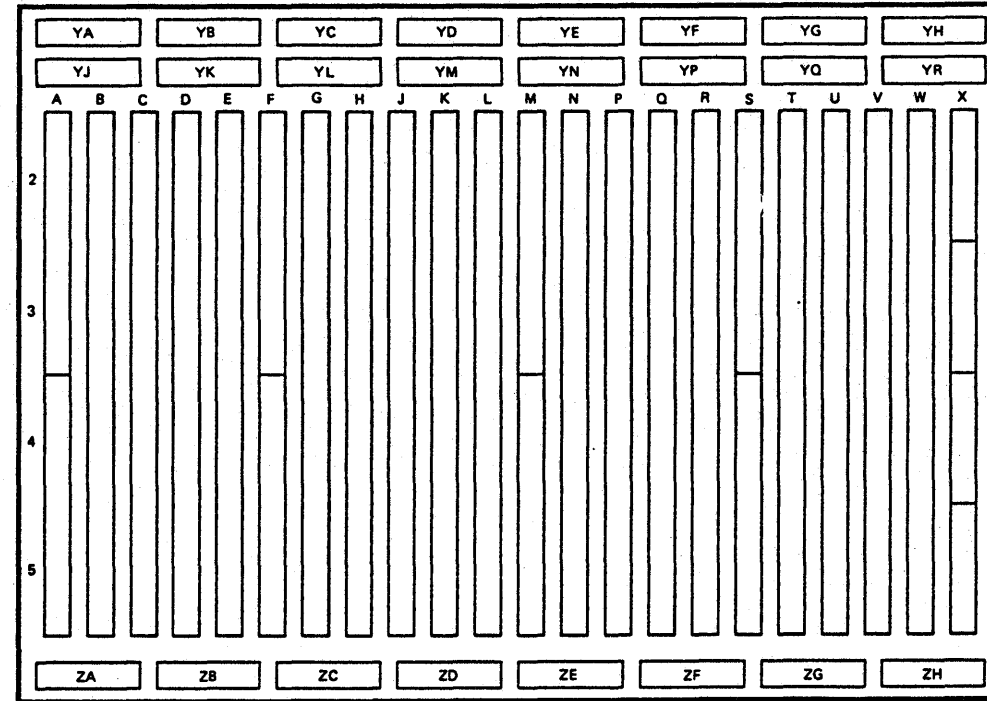 YA YB YC YD YE YF YG YH
YJ YK YL YM YN YP YQ YR
A B C D E F G H J K L M N P Q R S T U V W X
2
3
4
5
ZA ZB ZC ZD ZE ZF ZG ZH